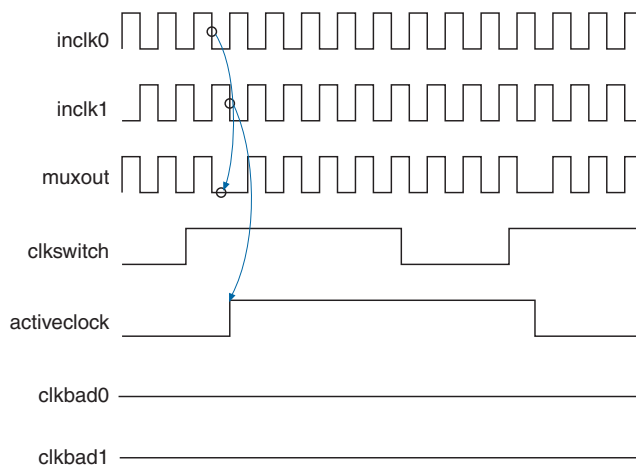 inclk0
inclk1
muxout
clkswitch
activeclock
clkbad0
clkbad1